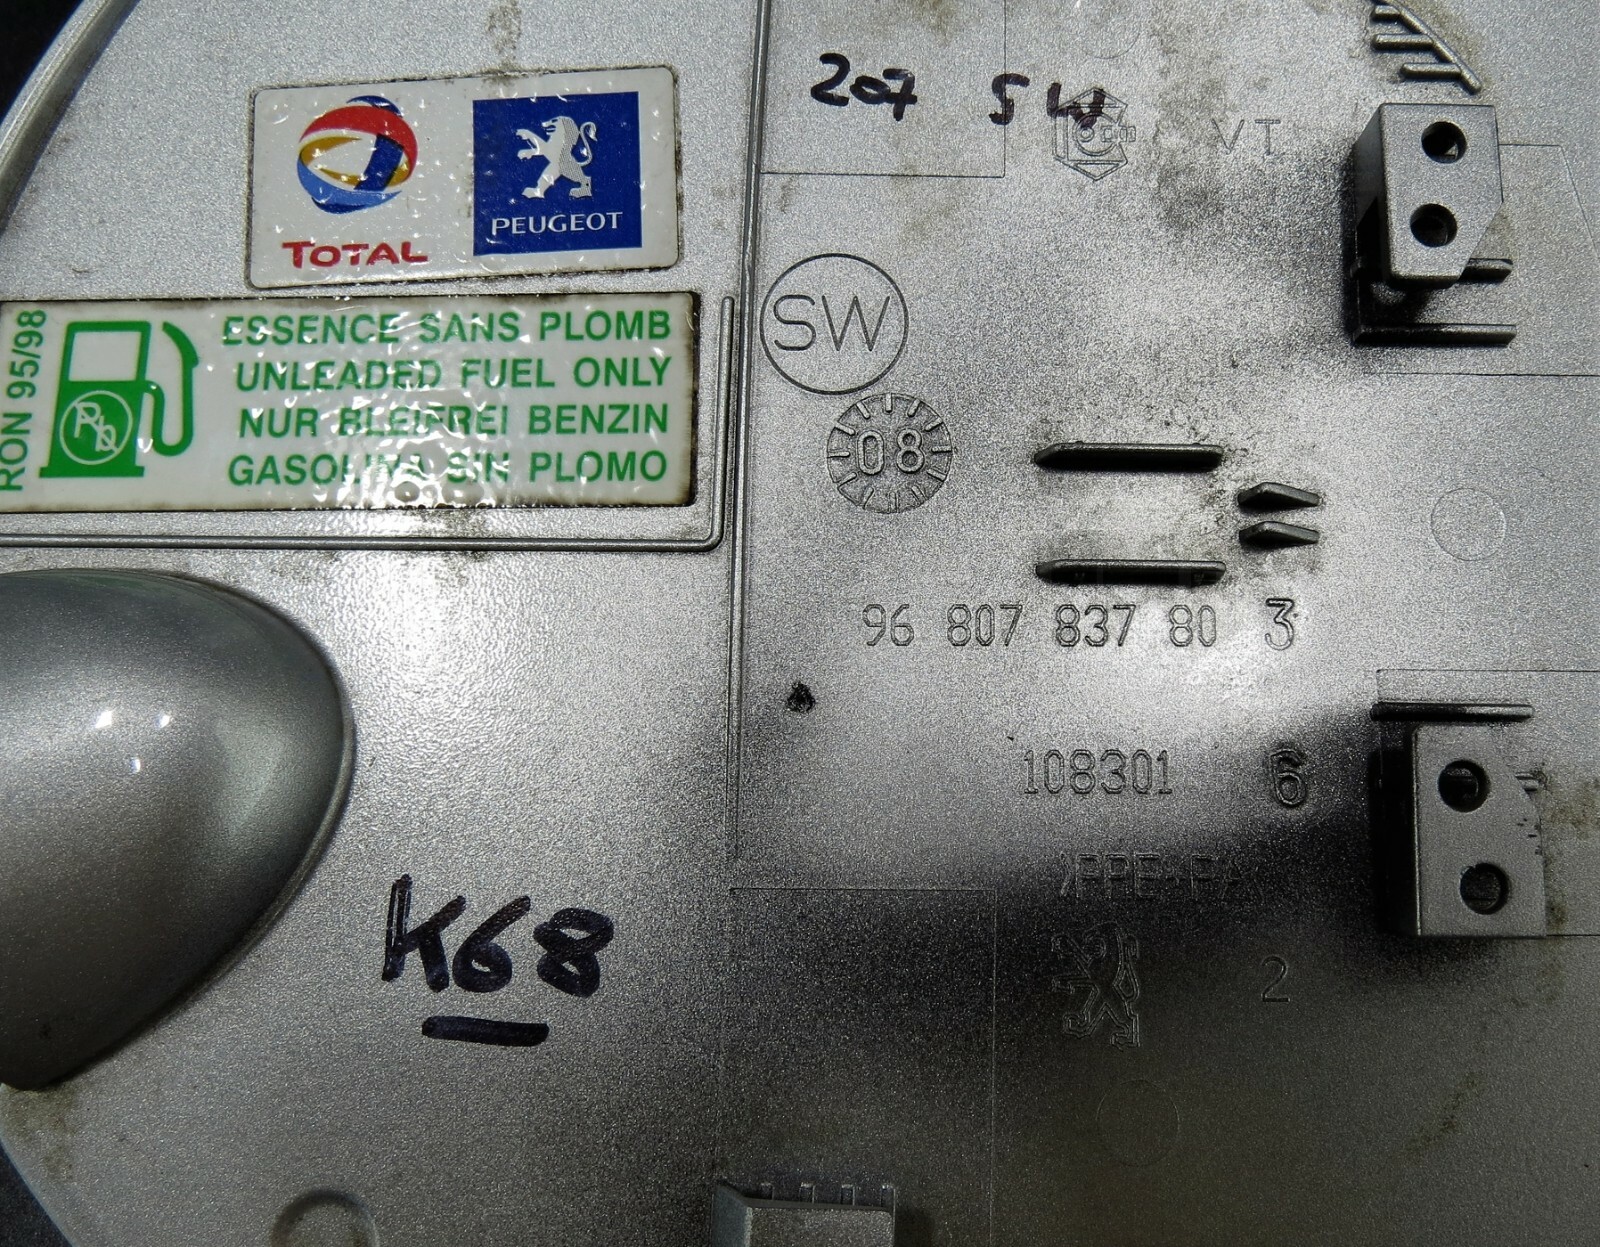 207 SW
VT
TOTAL
PEUGEOT
SW
RON 95/98
ESSENCE SANS PLOMB
UNLEADED FUEL ONLY
NUR BLEIFREI BENZIN
GASOLINA SIN PLOMO
Pb
08
96 807 837 80 3
108301 6
K68
2